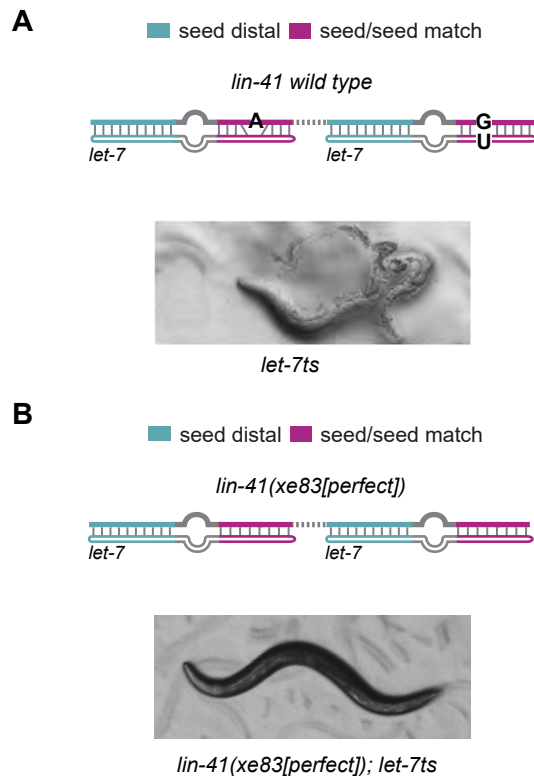 A
seed distal seed/seed match
lin-41 wild type
A G
U
let-7 let-7
let-7ts
B
seed distal seed/seed match
lin-41(xe83[perfect])
let-7 let-7
lin-41(xe83[perfect]); let-7ts